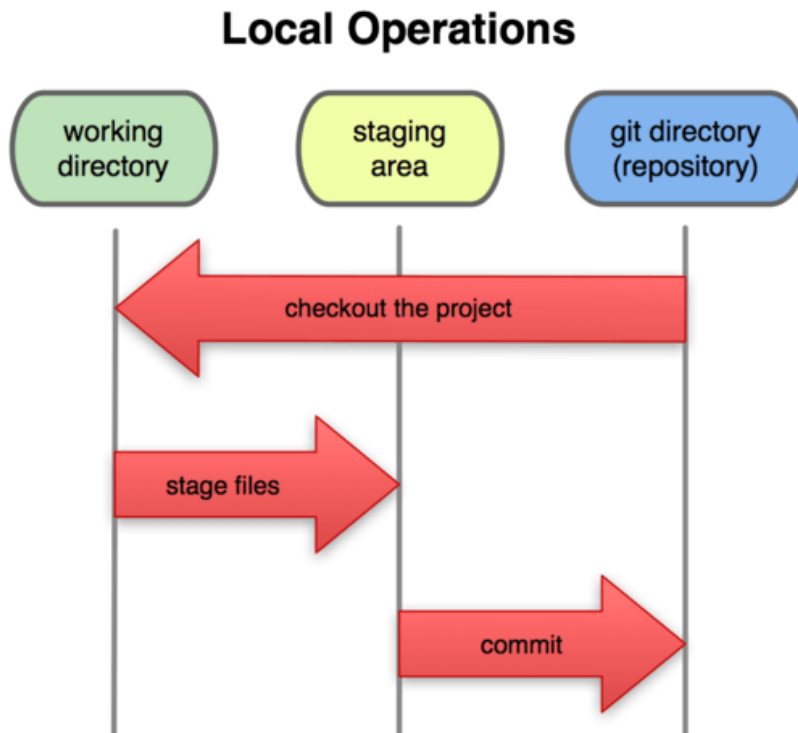 Local Operations
working
directory
staging
area
git directory
(repository)
checkout the project
stage files
commit